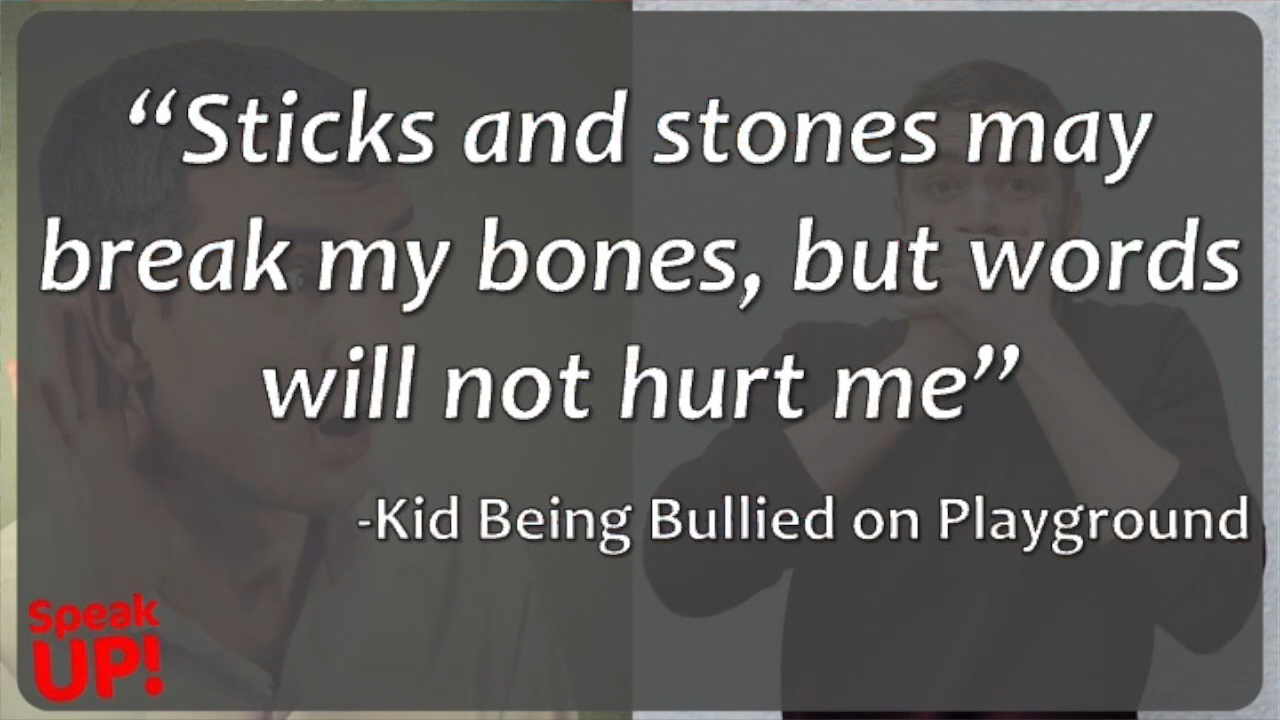 “Sticks and stones may
break my bones, but words
will not hurt me”
-Kid Being Bullied on Playground
Speak
UP!